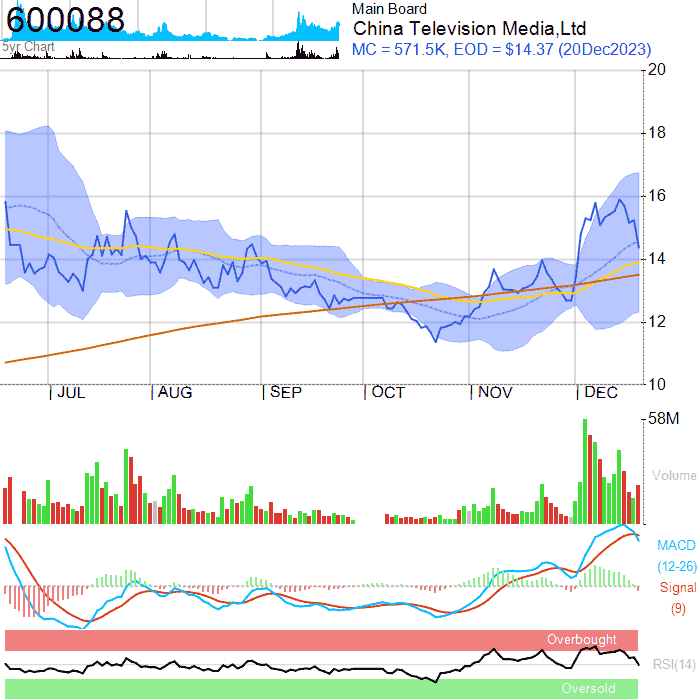 600088
5yr Chart
Main Board
China Television Media,Ltd
MC = 571.5K, EOD = $14.37 (20Dec2023)
20
18
16
14
12
10
JUL AUG SEP OCT NOV DEC
58M
Volume
MACD
(12-26)
Signal
(9)
Overbought
RSI(14)
Oversold